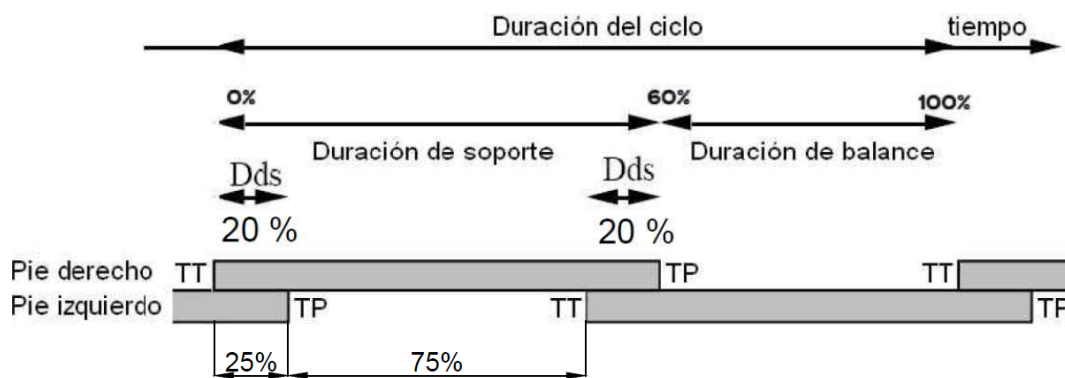 Duración del ciclo tiempo
0% 60% 100%
Duración de soporte Duración de balance
Dds Dds
20 % 20 %
Pie derecho TT TP TT
Pie izquierdo TP TT TP
25% 75%